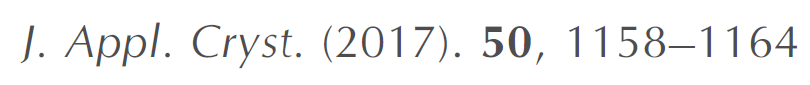 J. Appl. Cryst. (2017). 50, 1158–1164